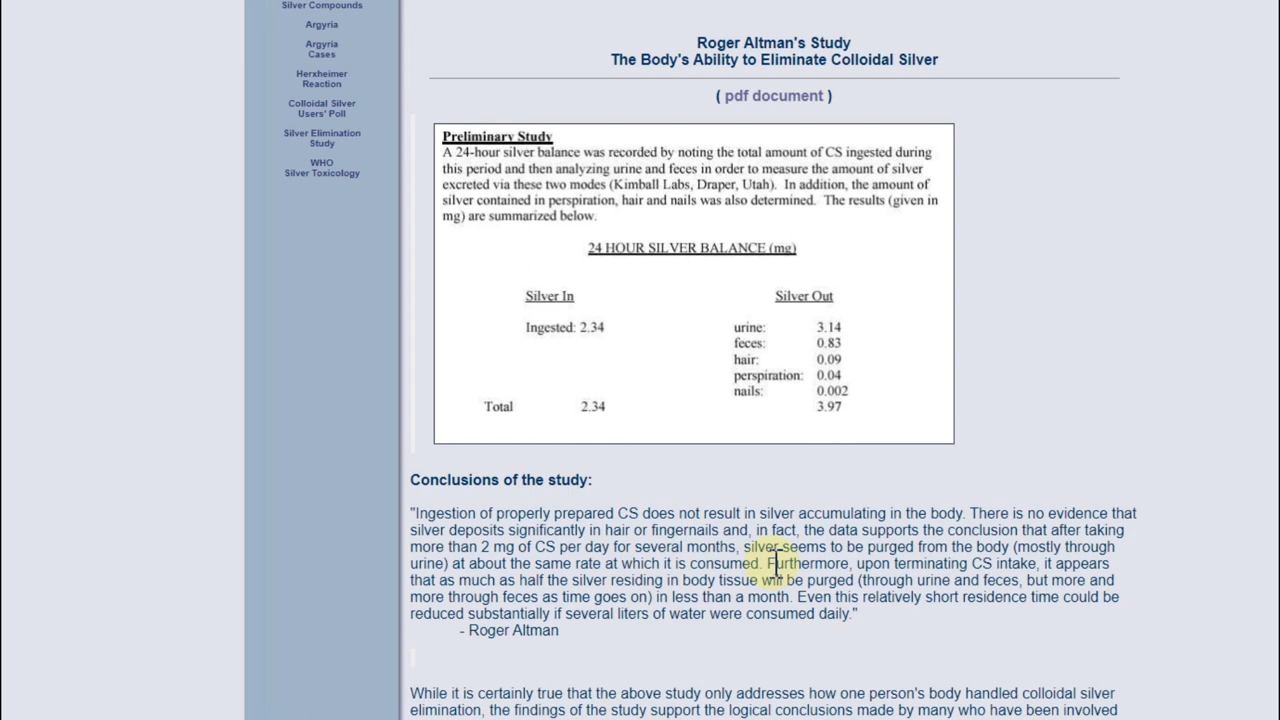 Silver Compounds
Argyria
Argyria
Cases
Herxheimer
Reaction
Colloidal Silver
Users' Poll
Silver Elimination
Study
WHO
Silver Toxicology
Roger Altman's Study
The Body's Ability to Eliminate Colloidal Silver
( pdf document )
Preliminary Study
A 24-hour silver balance was recorded by noting the total amount of CS ingested during
this period and then analyzing urine and feces in order to measure the amount of silver
excreted via these two modes (Kimball Labs, Draper, Utah).  In addition, the amount of
silver contained in perspiration, hair and nails was also determined.  The results (given in
mg) are summarized below.
24 HOUR SILVER BALANCE (mg)
Silver In Silver Out
Ingested: 2.34 urine: 3.14
feces: 0.83
hair: 0.09
perspiration: 0.04
nails: 0.002
Total 2.34 3.97
Conclusions of the study:
"Ingestion of properly prepared CS does not result in silver accumulating in the body. There is no evidence that
silver deposits significantly in hair or fingernails and, in fact, the data supports the conclusion that after taking
more than 2 mg of CS per day for several months, silver seems to be purged from the body (mostly through
urine) at about the same rate at which it is consumed. Furthermore, upon terminating CS intake, it appears
that as much as half the silver residing in body tissue will be purged (through urine and feces, but more and
more through feces as time goes on) in less than a month. Even this relatively short residence time could be
reduced substantially if several liters of water were consumed daily."
- Roger Altman
While it is certainly true that the above study only addresses how one person's body handled colloidal silver
elimination, the findings of the study support the logical conclusions made by many who have been involved